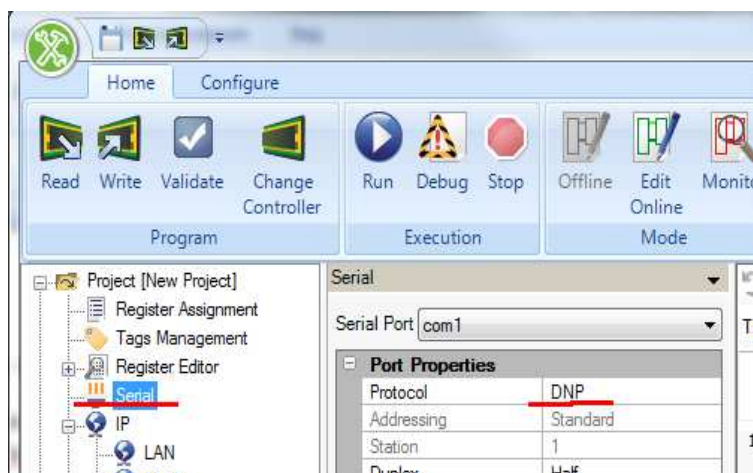 Home Configure
Read Write Validate Change Controller Run Debug Stop Offline Edit Online
Program Execution Mode
Project [New Project]
Register Assignment
Tags Management
Register Editor
Serial
IP
LAN
Serial
Serial Port com1
Port Properties
Protocol DNP
Addressing Standard
Station 1
Duplex Half